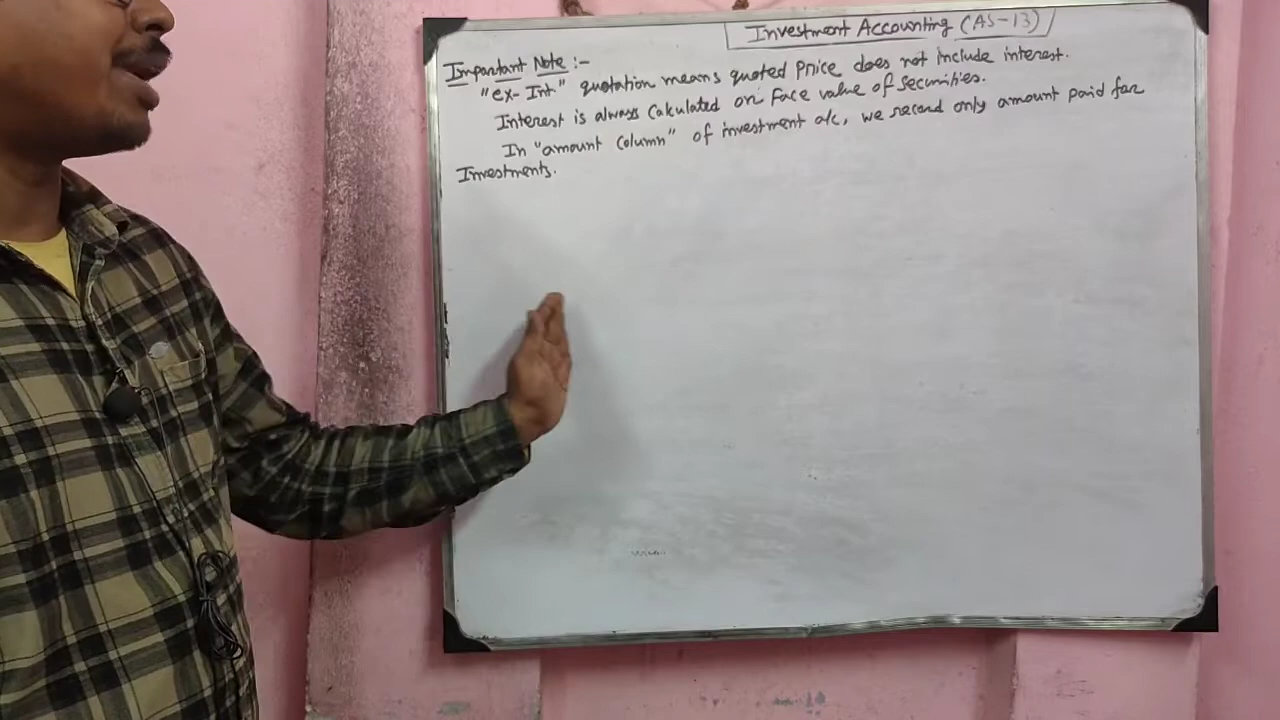 Investment Accounting (AS-13)
Important Note :-
"ex-Int" quotation means quoted Price does not include interest.
Interest is always Calculated on Face value of Securities.
In "amount Column" of investment a/c, we record only amount paid for
Investments.